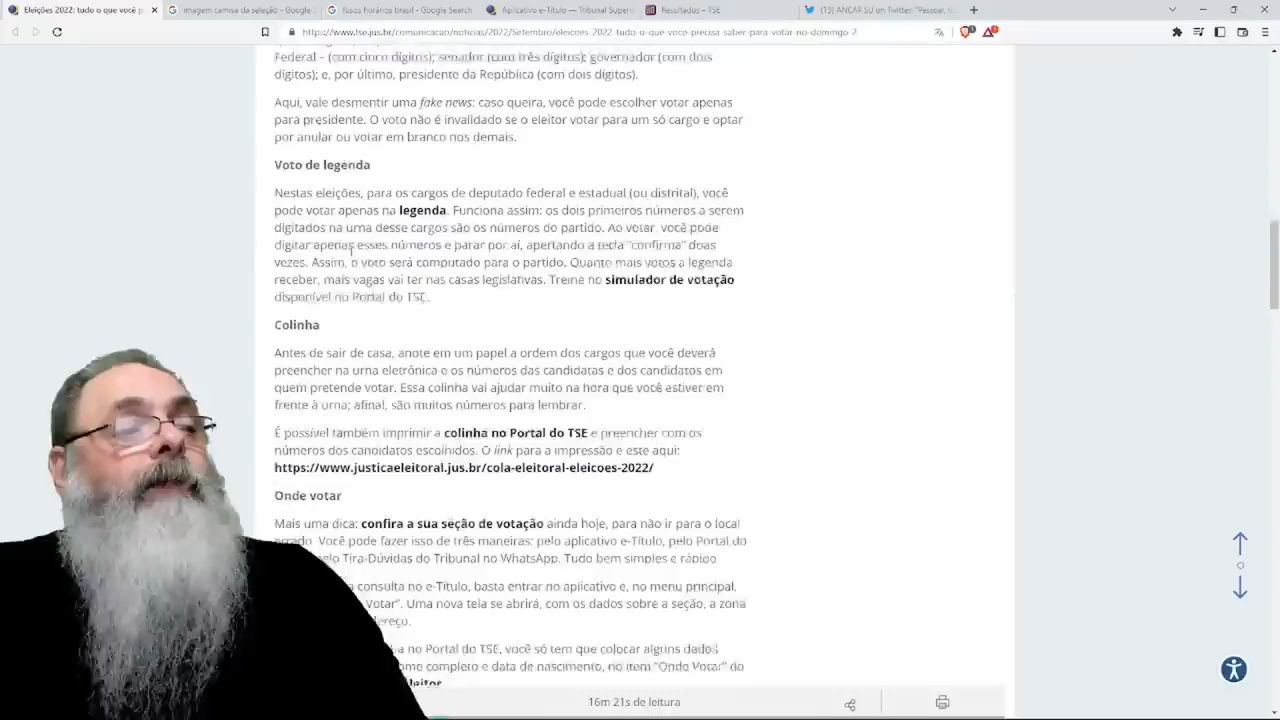 Eleições 2022: tudo o que você p
imagem camisa da seleção - Google
fusos horários brasil - Google Search
Aplicativo e-Título — Tribunal Superi
Resultados – TSE
(15) ANCAP SU on Twitter: "Pessoal,
https://www.tse.jus.br/comunicacao/noticias/2022/Setembro/eleicoes-2022-tudo-o-que-voce-precisa-saber-para-votar-no-domingo-2
Federal – (com cinco dígitos); senador (com três dígitos); governador (com dois
dígitos); e, por último, presidente da República (com dois dígitos).
Aqui, vale desmentir uma fake news: caso queira, você pode escolher votar apenas
para presidente. O voto não é invalidado se o eleitor votar para um só cargo e optar
por anular ou votar em branco nos demais.
Voto de legenda
Nestas eleições, para os cargos de deputado federal e estadual (ou distrital), você
pode votar apenas na legenda. Funciona assim: os dois primeiros números a serem
digitados na urna desse cargos são os números do partido. Ao votar, você pode
digitar apenas esses números e parar por aí, apertando a tecla "confirma" duas
vezes. Assim, o voto será computado para o partido. Quanto mais votos a legenda
receber, mais vagas vai ter nas casas legislativas. Treine no simulador de votação
disponível no Portal do TSE.
Colinha
Antes de sair de casa, anote em um papel a ordem dos cargos que você deverá
preencher na urna eletrônica e os números das candidatas e dos candidatos em
quem pretende votar. Essa colinha vai ajudar muito na hora que você estiver em
frente à urna; afinal, são muitos números para lembrar.
É possível também imprimir a colinha no Portal do TSE e preencher com os
números dos candidatos escolhidos. O link para a impressão é este aqui:
https://www.justicaeleitoral.jus.br/cola-eleitoral-eleicoes-2022/
Onde votar
Mais uma dica: confira a sua seção de votação ainda hoje, para não ir para o local
errado. Você pode fazer isso de três maneiras: pelo aplicativo e-Título, pelo Portal do
pelo Tira-Dúvidas do Tribunal no WhatsApp. Tudo bem simples e rápido
a consulta no e-Título, basta entrar no aplicativo e, no menu principal,
Votar". Uma nova tela se abrirá, com os dados sobre a seção, a zona
ereço.
a no Portal do TSE, você só tem que colocar alguns dados
ome completo e data de nascimento, no item "Onde Votar" do
leitor
16m 21s de leitura